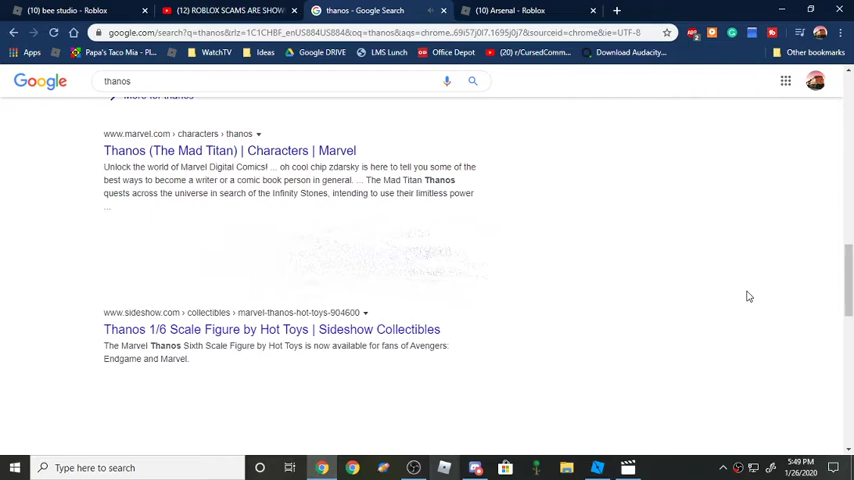 (10) bee studio - Roblox
(12) ROBLOX SCAMS ARE SHOW
thanos - Google Search
(10) Arsenal - Roblox
google.com/search?q=thanos&rlz=1C1CHBF_enUS884US884&oq=thanos&aqs=chrome..69i57j0l7.1695j0j7&sourceid=chrome&ie=UTF-8
Apps
Papa's Taco Mia - Pl...
WatchTV
Ideas
Google DRIVE
LMS Lunch
Office Depot
(20) r/CursedComm...
Download Audacity...
Other bookmarks
Google
thanos
More for thanos
www.marvel.com › characters › thanos
Thanos (The Mad Titan) | Characters | Marvel
Unlock the world of Marvel Digital Comics! ... oh cool chip zdarsky is here to tell you some of the
best ways to become a writer or a comic book person in general. ... The Mad Titan Thanos
quests across the universe in search of the Infinity Stones, intending to use their limitless power
...
www.sideshow.com › collectibles › marvel-thanos-hot-toys-904600
Thanos 1/6 Scale Figure by Hot Toys | Sideshow Collectibles
The Marvel Thanos Sixth Scale Figure by Hot Toys is now available for fans of Avengers:
Endgame and Marvel.
Type here to search
5:49 PM
1/26/2020